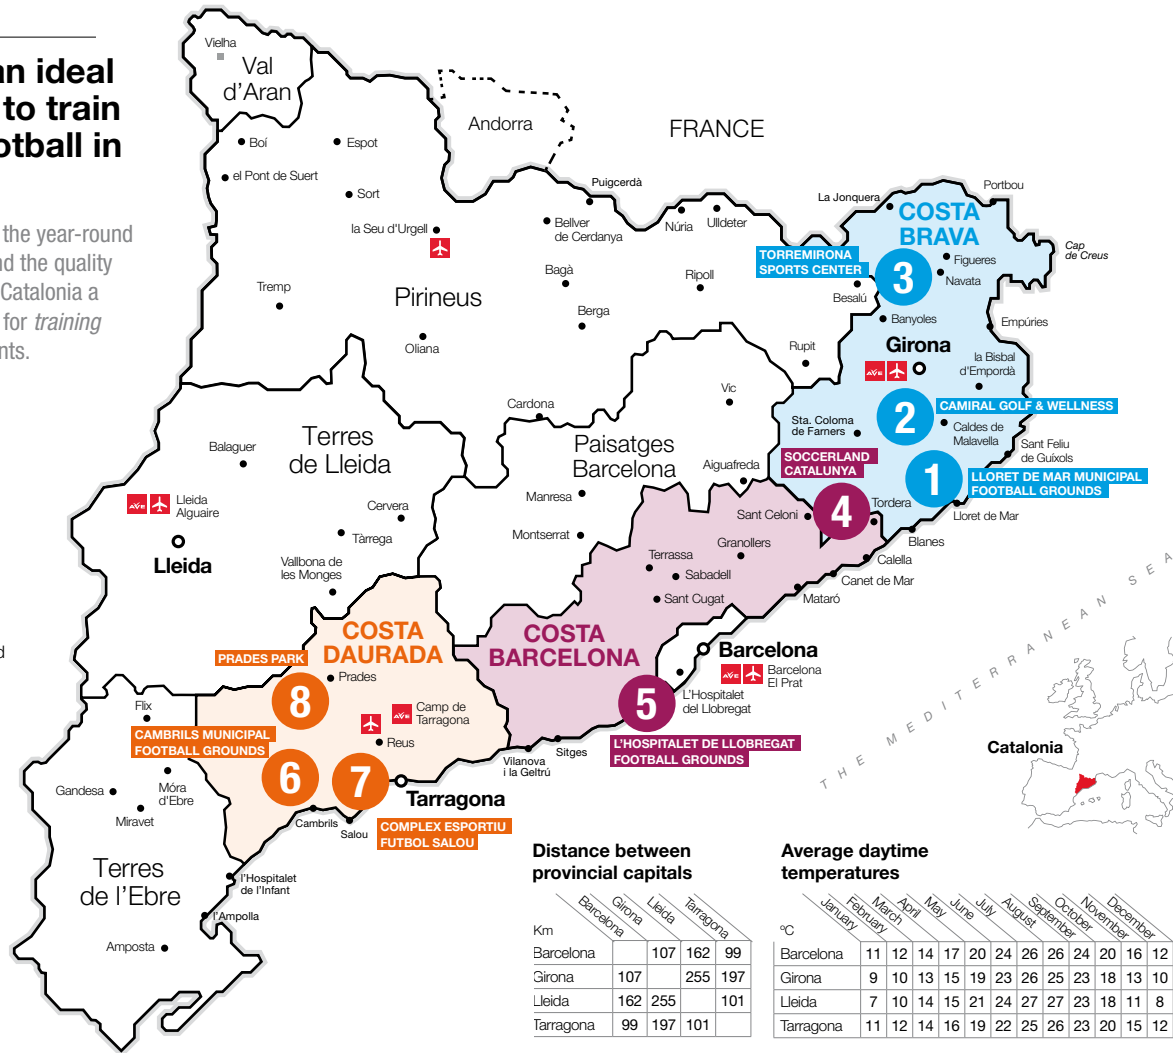 an ideal
to train
otball in
the year-round
nd the quality
Catalonia a
for training
nts.
d
Vielha
Val
d'Aran
Andorra
FRANCE
Boí
Espot
el Pont de Suert
Sort
la Seu d'Urgell
Puigcerdà
Bellver
de Cerdanya
Núria
Ulldeter
La Jonquera
Portbou
COSTA
BRAVA
Cap
de Creus
TORREMIRONA
SPORTS CENTER
3
Figueres
Navata
Besalú
Bagà
Ripoll
Tremp
Pirineus
Berga
Oliana
Banyoles
Empúries
Rupit
Girona
AVE
la Bisbal
d'Empordà
Vic
Cardona
2
CAMIRAL GOLF & WELLNESS
Sta. Coloma
de Farners
Caldes de
Malavella
Sant Feliu
de Guíxols
Terres
de Lleida
Balaguer
Paisatges
Barcelona
Aiguafreda
SOCCERLAND
CATALUNYA
1
LLORET DE MAR MUNICIPAL
FOOTBALL GROUNDS
Manresa
AVE
Lleida
Alguaire
Cervera
Sant Celoni
4
Tordera
Lloret de Mar
Montserrat
Tàrrega
Granollers
Blanes
Lleida
Vallbona de
les Monges
Terrassa
Sabadell
Calella
Canet de Mar
Sant Cugat
Mataró
COSTA
DAURADA
COSTA
BARCELONA
Barcelona
AVE
Barcelona
El Prat
PRADES PARK
Prades
8
5
L'Hospitalet
del Llobregat
Flix
AVE
Camp de
Tarragona
CAMBRILS MUNICIPAL
FOOTBALL GROUNDS
Reus
L'HOSPITALET DE LLOBREGAT
FOOTBALL GROUNDS
Sitges
Vilanova
i la Geltrú
6
7
Gandesa
Móra
d'Ebre
Miravet
Tarragona
Cambrils
Salou
COMPLEX ESPORTIU
FUTBOL SALOU
THE MEDITERRANEAN SEA
Catalonia
Terres
de l'Ebre
l'Hospitalet
de l'Infant
l'Ampolla
Amposta
Distance between
provincial capitals
Km Barcelona Girona Lleida Tarragona
Barcelona 107 162 99
Girona 107 255 197
Lleida 162 255 101
Tarragona 99 197 101
Average daytime
temperatures
ºC January February March April May June July August September October November December
Barcelona 11 12 14 17 20 24 26 26 24 20 16 12
Girona 9 10 13 15 19 23 26 25 23 18 13 10
Lleida 7 10 14 15 21 24 27 27 23 18 11 8
Tarragona 11 12 14 16 19 22 25 26 23 20 15 12